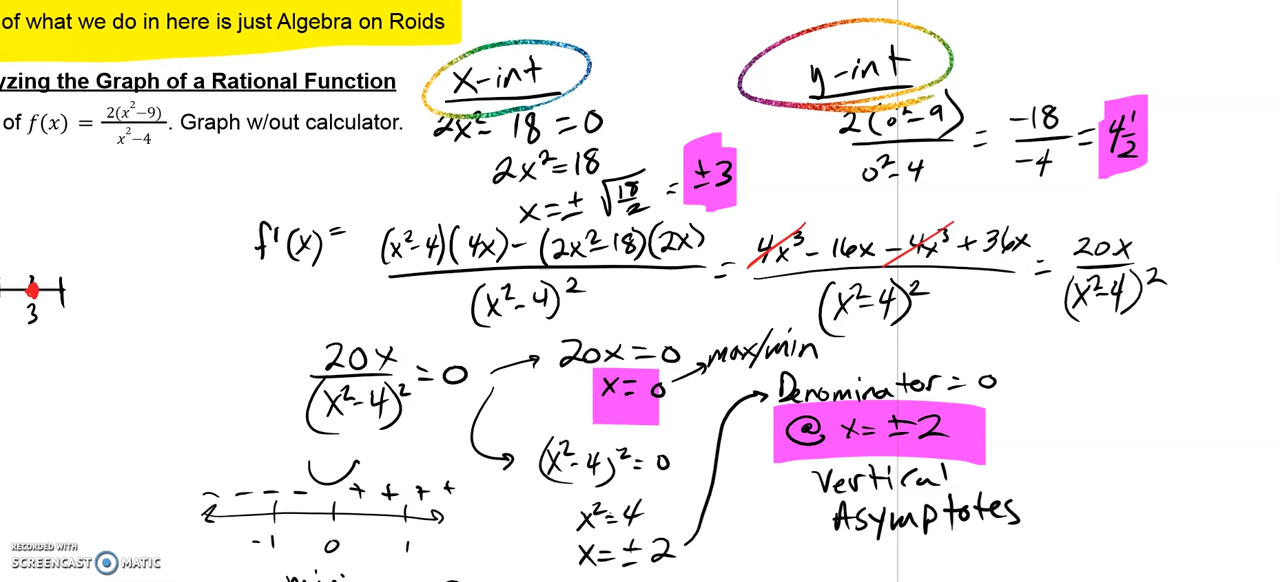 of what we do in here is just Algebra on Roids
yzing the Graph of a Rational Function
of f(x) = 2(x²−9)/x²−4. Graph w/out calculator.
x-int
2x² − 18 = 0
2x² = 18
x = ± √18/2 = ±3
y-int
2(0² − 9)/0² − 4 = −18/−4 = 4 1/2
f'(x) = (x²−4)(4x) − (2x²−18)(2x)/(x²−4)² = 4x³ − 16x − 4x³ + 36x/(x²−4)² = 20x/(x²−4)²
3
20x/(x²−4)² = 0
20x = 0
x = 0
max/min
(x²−4)² = 0
x² = 4
x = ± 2
Denominator = 0
@ x = ±2
Vertical
Asymptotes
− − − − + + + +
−1 0 1
RECORDED WITH
SCREENCAST MATIC